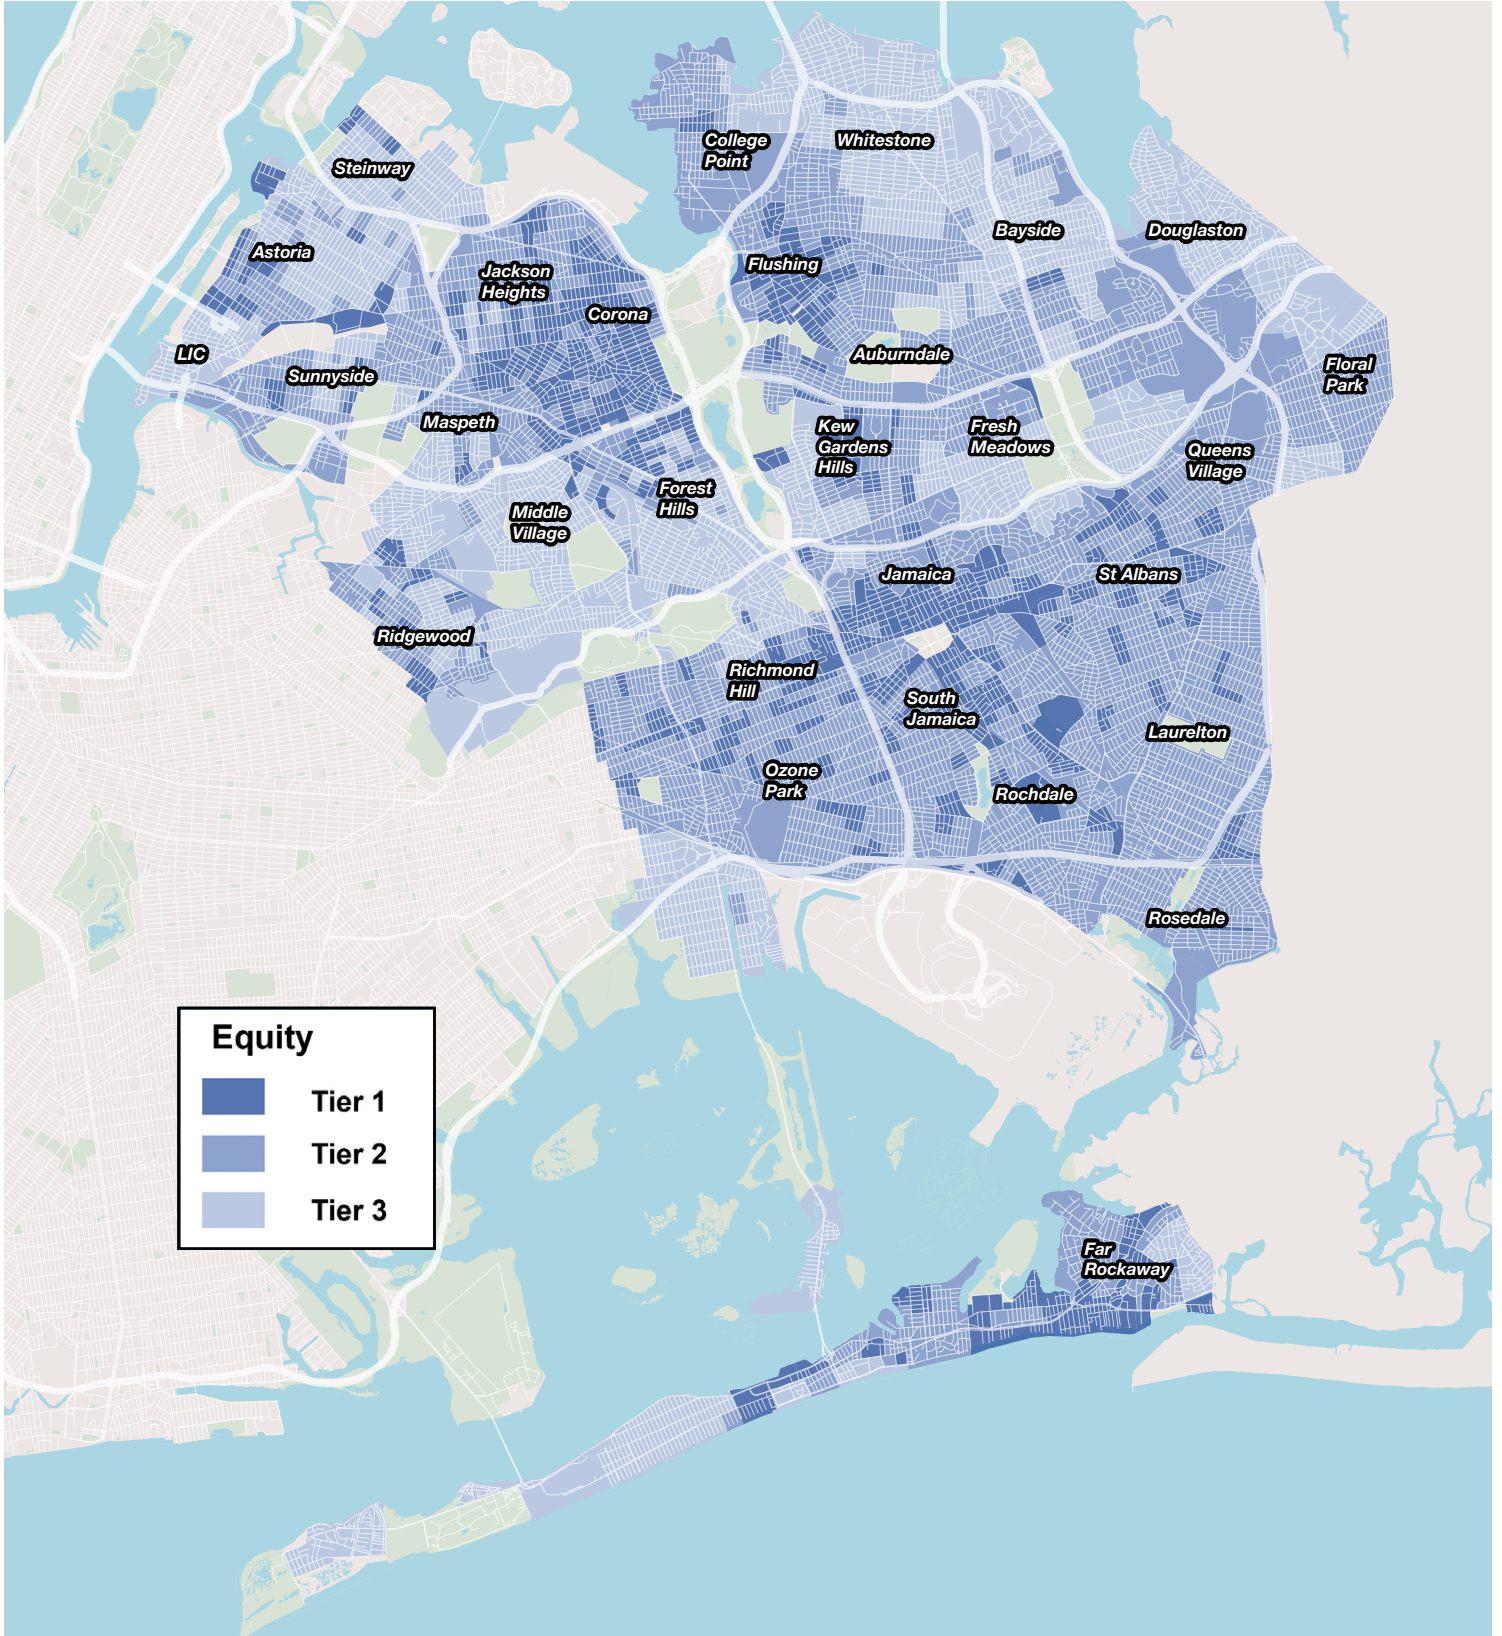 College
Point
Whitestone
Steinway
Bayside
Douglaston
Astoria
Flushing
Jackson
Heights
Corona
LIC
Auburndale
Sunnyside
Floral
Park
Maspeth
Kew
Gardens
Hills
Fresh
Meadows
Queens
Village
Forest
Hills
Middle
Village
Jamaica
St Albans
Ridgewood
Richmond
Hill
South
Jamaica
Laurelton
Ozone
Park
Rochdale
Rosedale
Equity
Tier 1
Tier 2
Tier 3
Far
Rockaway